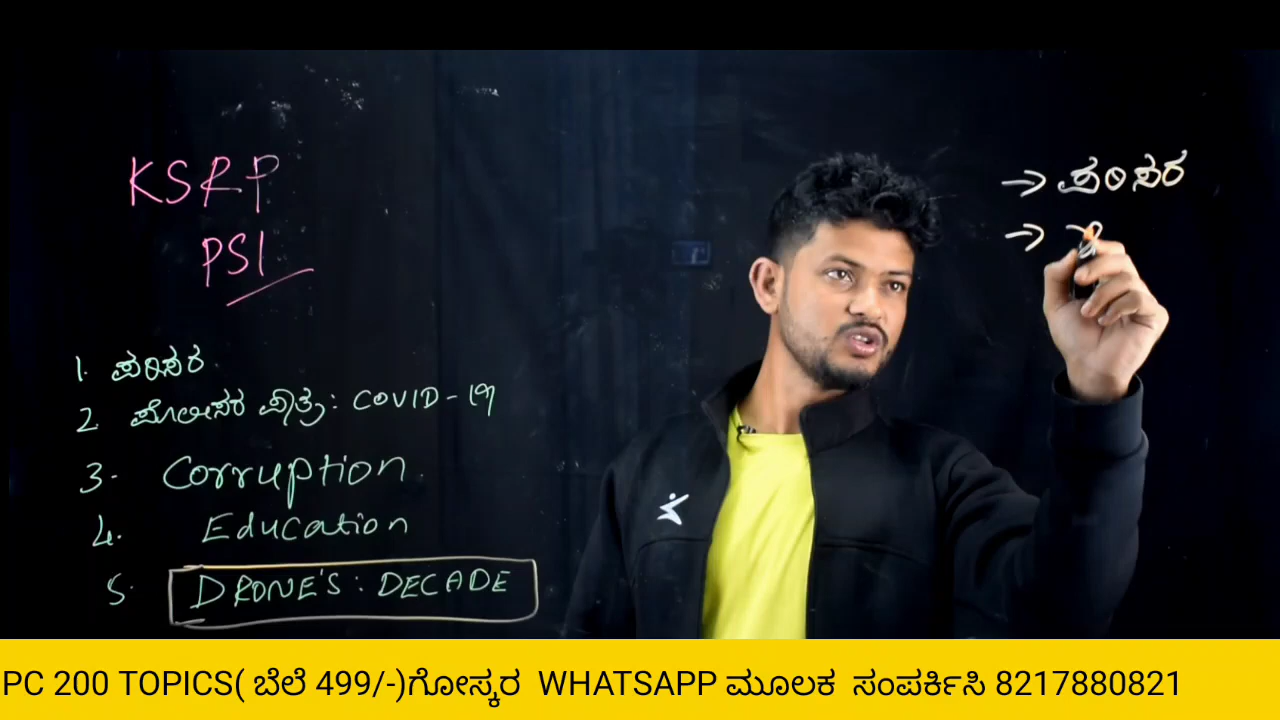 KSRP
PSI
1. ಪರಿಸರ
2 ಪೋಲೀಸರ ಪಾತ್ರ: COVID-19
3. Corruption
4. Education
5. DRONE'S: DECADE
→ ಪರಿಸರ
→
PC 200 TOPICS( ಬೆಲೆ 499/-)ಗೋಸ್ಕರ WHATSAPP ಮೂಲಕ ಸಂಪರ್ಕಿಸಿ 8217880821